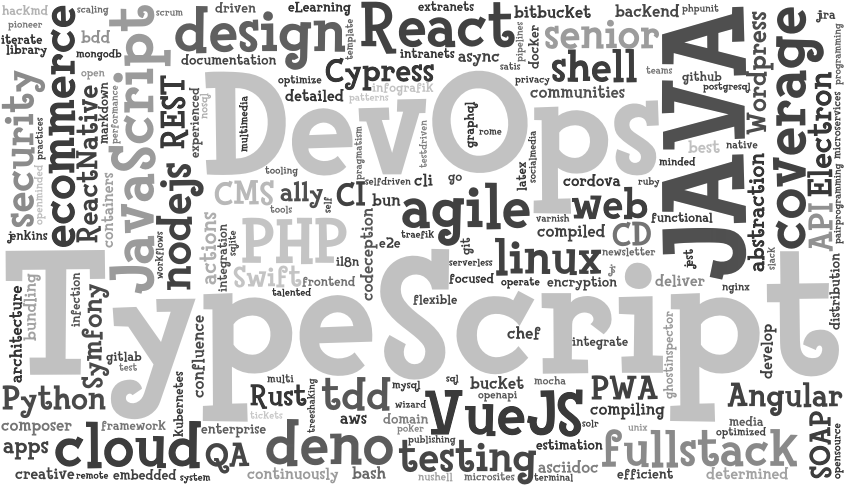 hackmd
scaling
scrum
driven
eLearning
extranets
bitbucket
backend
phpunit
jra
pioneer
iterate
library
bdd
mongodb
ecommerce
JavaScript
design
template
React
intranets
async
pipelines
docker
senior
JAVA
Wordpress
coverage
programming
documentation
Cypress
satis
privacy
shell
teams
github
postgresql
open
security
ReactNative
markdown
performance
REST
experienced
nosql
optimize
detailed
infografik
patterns
communities
Electron
microservices
practices
openminded
DevOps
multimedia
pragmatism
testdriven
graphql
rome
socialmedia
latex
minded
best
native
abstraction
API
pairprogramming
containers
nodejs
tooling
CMS
tools
ally
self
CI
selfdriven
bun
cli
go
cordova
ruby
agile
web
functional
varnish
compiled
CD
newsletter
jenkins
workflows
actions
integration
sqlite
PHP
il8n
codeception
e2e
traefik
git
serverless
linux
jest
slack
Swift
frontend
talented
focused
operate
encryption
deliver
nginx
distribution
TypeScript
architecture
bundling
infection
Symfony
gitlab
test
confluence
flexible
chef
integrate
ghostinspector
develop
Python
kubernetes
multi
Rust
tickets
treeshaking
tdd
mysql
sql
wizard
bucket
openapi
mocha
PWA
compiling
Angular
composer
framework
enterprise
aws
domain
poker
VueJS
solr
unix
media
optimized
SOAP
opensource
apps
cloud
QA
deno
publishing
testing
estimation
fullstack
creative
remote
embedded
system
continuously
bash
nushell
microsites
asciidoc
terminal
efficient
determined